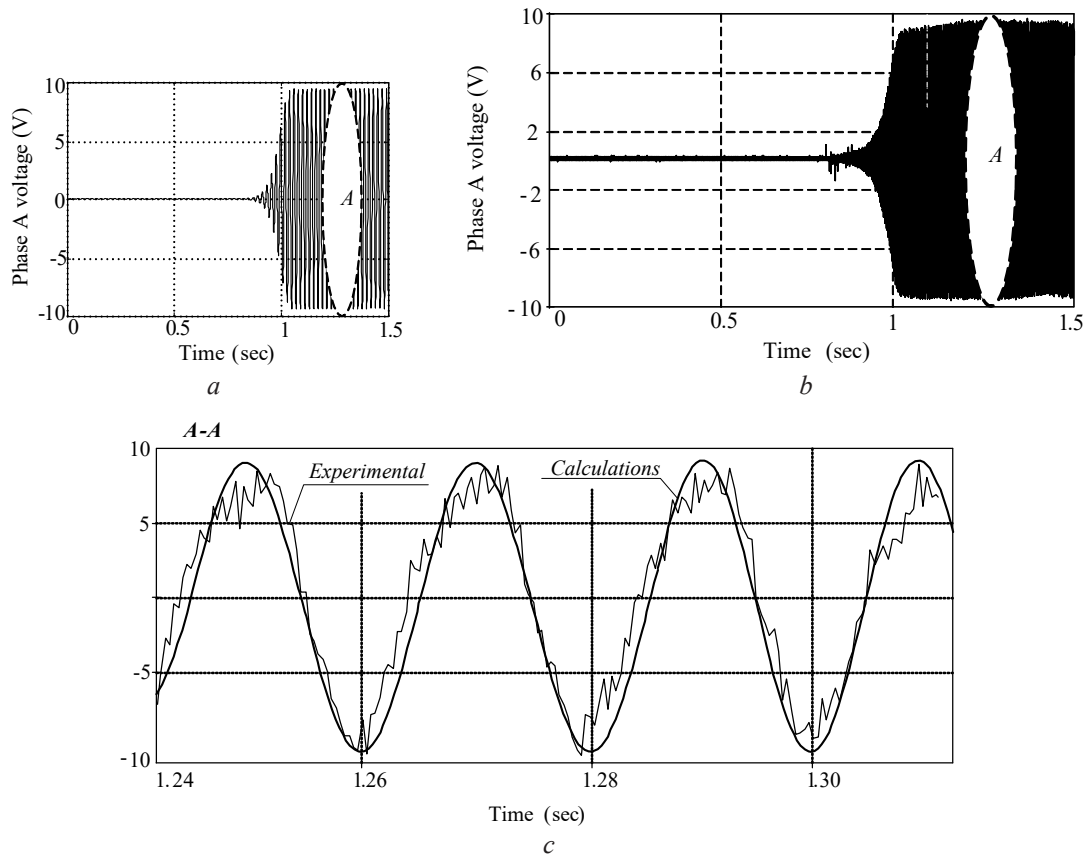 Phase A voltage (V)
10
5
0
-5
-10
A
0
0.5
1
1.5
Time (sec)
a
Phase A voltage (V)
10
6
2
-2
-6
-10
A
0
0.5
1
1.5
Time (sec)
b
A-A
10
5
-5
-10
Experimental
Calculations
1.24
1.26
1.28
1.30
Time (sec)
c